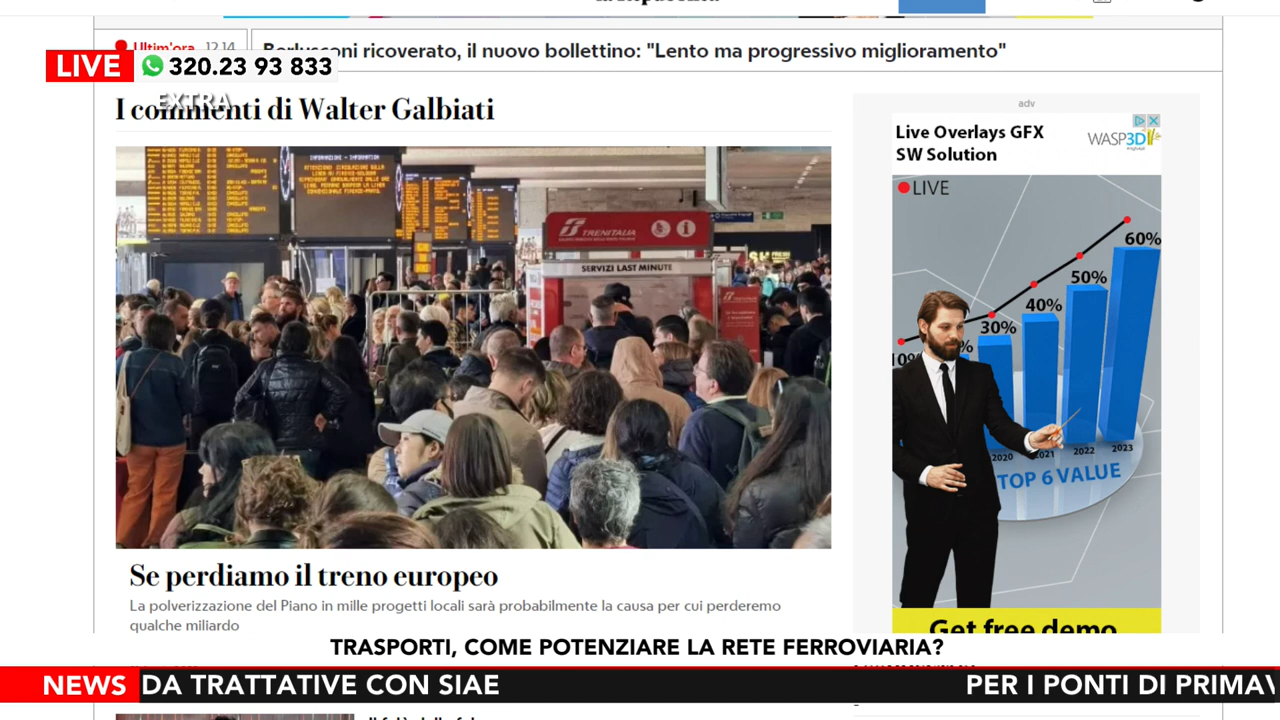 la Repubblica
Ultim'ora 12.14
Berlusconi ricoverato, il nuovo bollettino: "Lento ma progressivo miglioramento"
LIVE 320.23 93 833
EXTRA
I commenti di Walter Galbiati
adv
Live Overlays GFX
SW Solution
WASP3D
LIVE
TRENITALIA
SERVIZI LAST MINUTE
60%
50%
40%
30%
2020 2021 2022 2023
TOP 6 VALUE
Get free demo
Se perdiamo il treno europeo
La polverizzazione del Piano in mille progetti locali sarà probabilmente la causa per cui perderemo
qualche miliardo
TRASPORTI, COME POTENZIARE LA RETE FERROVIARIA?
NEWS DA TRATTATIVE CON SIAE PER I PONTI DI PRIMAV